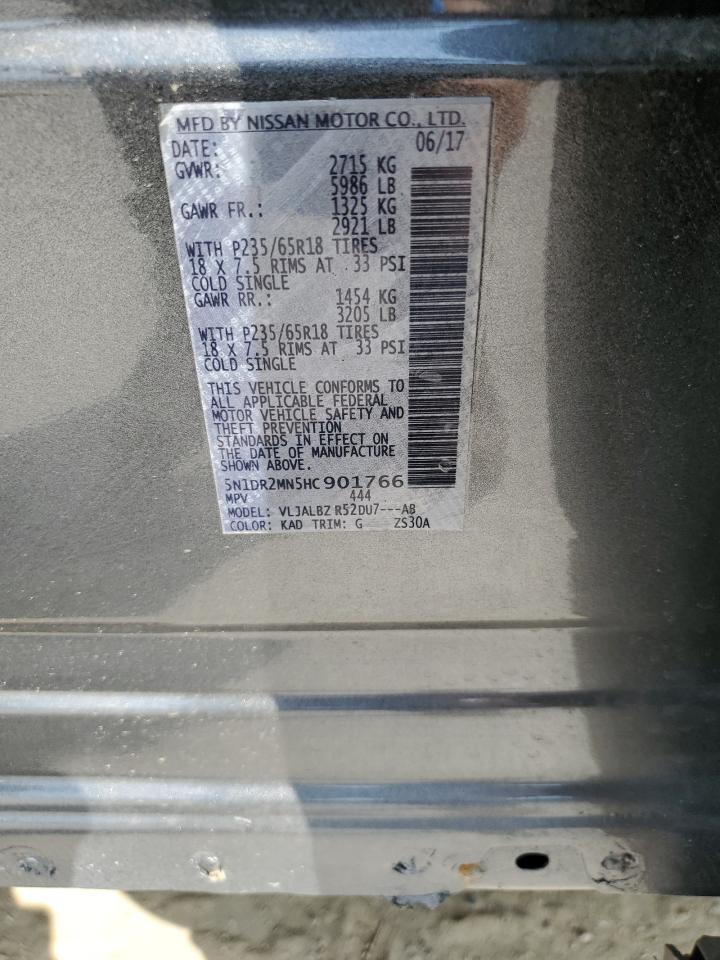 MFD BY NISSAN MOTOR CO., LTD.
DATE: 06/17
GVWR: 2715 KG
5986 LB
GAWR FR.: 1325 KG
2921 LB
WITH P235/65R18 TIRES
18 X 7.5 RIMS AT 33 PSI
COLD SINGLE
GAWR RR.: 1454 KG
3205 LB
WITH P235/65R18 TIRES
18 X 7.5 RIMS AT 33 PSI
COLD SINGLE
THIS VEHICLE CONFORMS TO
ALL APPLICABLE FEDERAL
MOTOR VEHICLE SAFETY AND
THEFT PREVENTION
STANDARDS IN EFFECT ON
THE DATE OF MANUFACTURE
SHOWN ABOVE.
5N1DR2MN5HC901766
MPV 444
MODEL: VLJALBZ R52DU7---AB
COLOR: KAD TRIM: G ZS30A